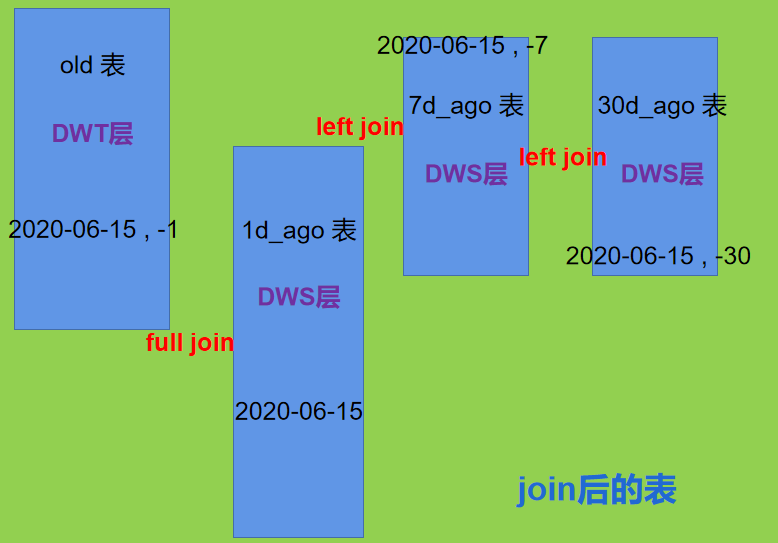 old 表
DWT层
2020-06-15 , -1
full join
1d_ago 表
DWS层
2020-06-15
left join
2020-06-15 , -7
7d_ago 表
DWS层
left join
30d_ago 表
DWS层
2020-06-15 , -30
join后的表